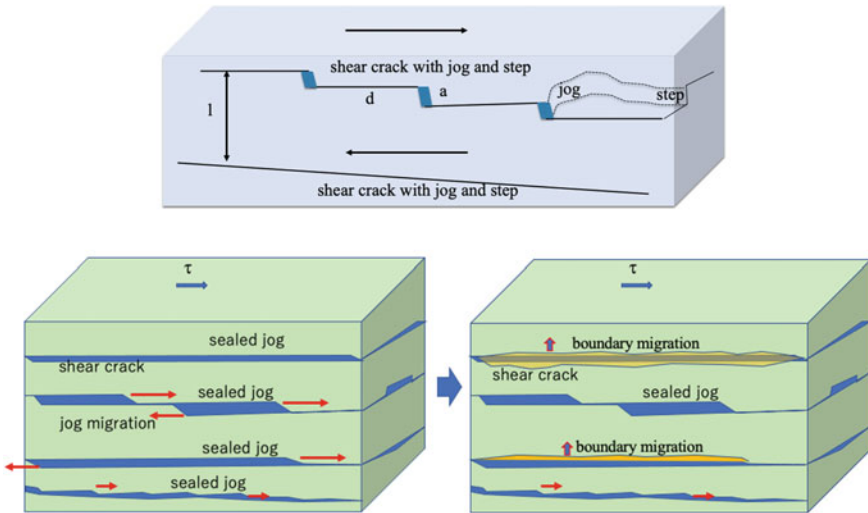 shear crack with jog and step
jog
step
d
a
l
shear crack with jog and step
τ
sealed jog
shear crack
sealed jog
jog migration
sealed jog
sealed jog
τ
boundary migration
shear crack
sealed jog
boundary migration